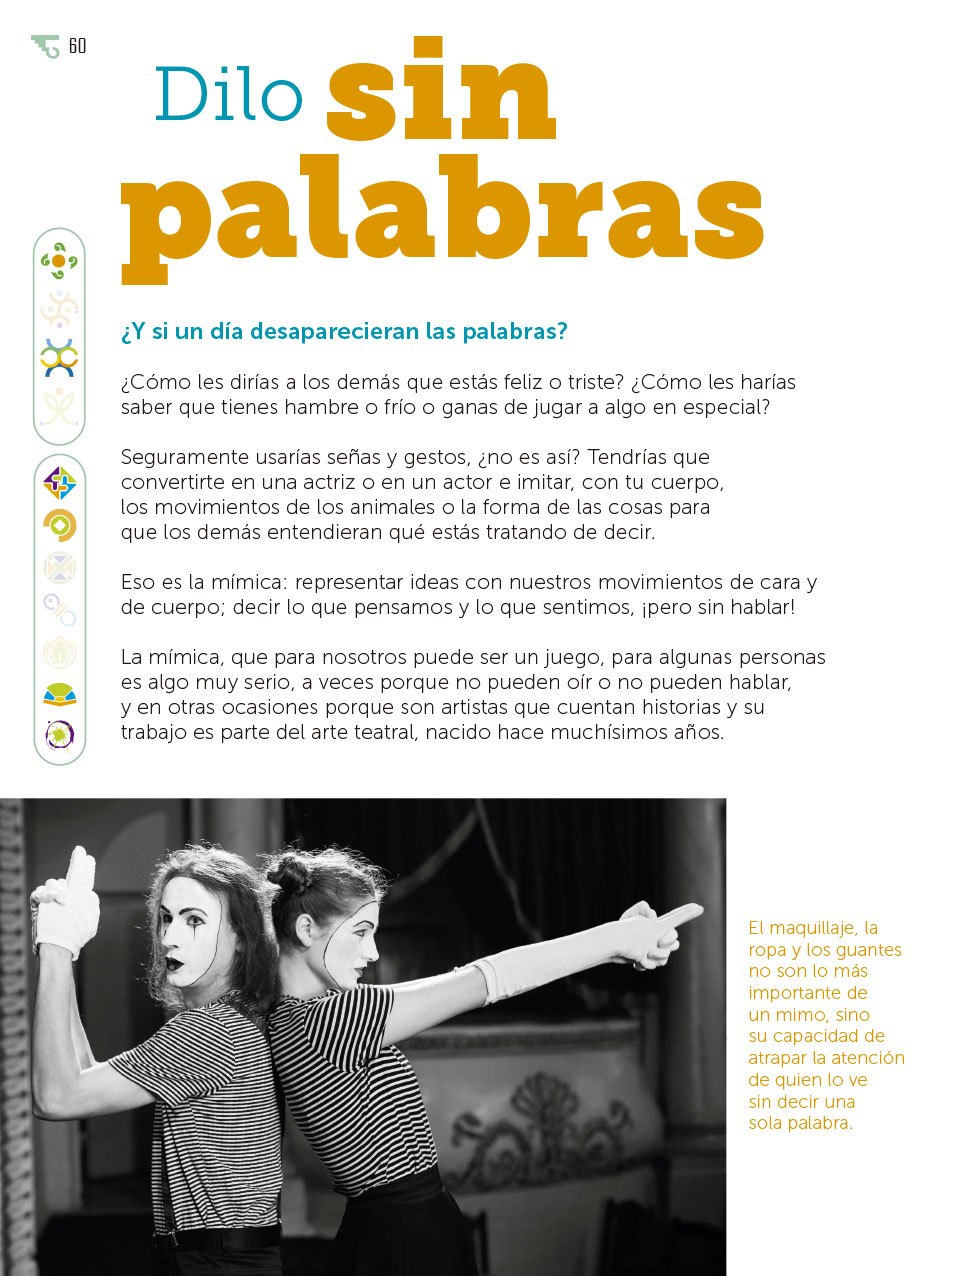 60
Dilo sin
palabras
¿Y si un día desaparecieran las palabras?
¿Cómo les dirías a los demás que estás feliz o triste? ¿Cómo les harías
saber que tienes hambre o frío o ganas de jugar a algo en especial?
Seguramente usarías señas y gestos, ¿no es así? Tendrías que
convertirte en una actriz o en un actor e imitar, con tu cuerpo,
los movimientos de los animales o la forma de las cosas para
que los demás entendieran qué estás tratando de decir.
Eso es la mímica: representar ideas con nuestros movimientos de cara y
de cuerpo; decir lo que pensamos y lo que sentimos, ¡pero sin hablar!
La mímica, que para nosotros puede ser un juego, para algunas personas
es algo muy serio, a veces porque no pueden oír o no pueden hablar,
y en otras ocasiones porque son artistas que cuentan historias y su
trabajo es parte del arte teatral, nacido hace muchísimos años.
El maquillaje, la
ropa y los guantes
no son lo más
importante de
un mimo, sino
su capacidad de
atrapar la atención
de quien lo ve
sin decir una
sola palabra.